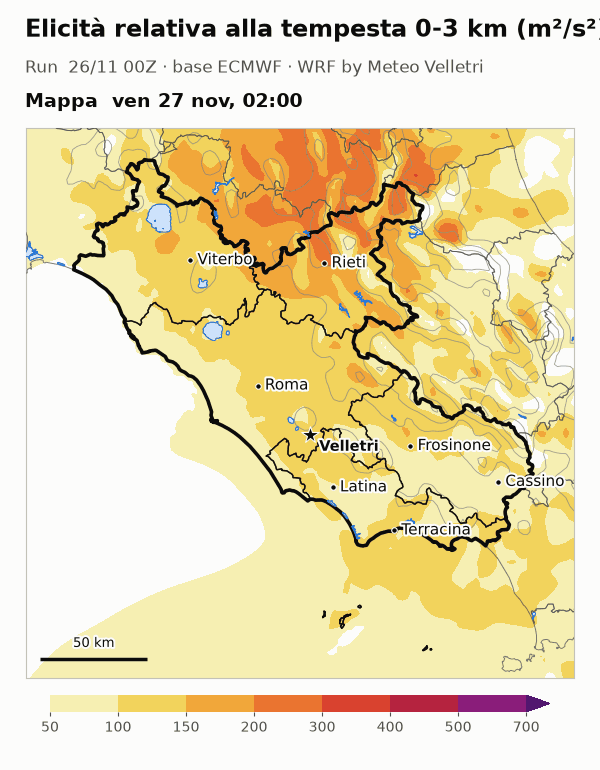 Elicità relativa alla tempesta 0-3 km (m²/s²)
Run  26/11 00Z · base ECMWF · WRF by Meteo Velletri
Mappa  ven 27 nov, 02:00
Viterbo
Rieti
Roma
Velletri
Frosinone
Cassino
Latina
Terracina
50 km
50 100 150 200 300 400 500 700